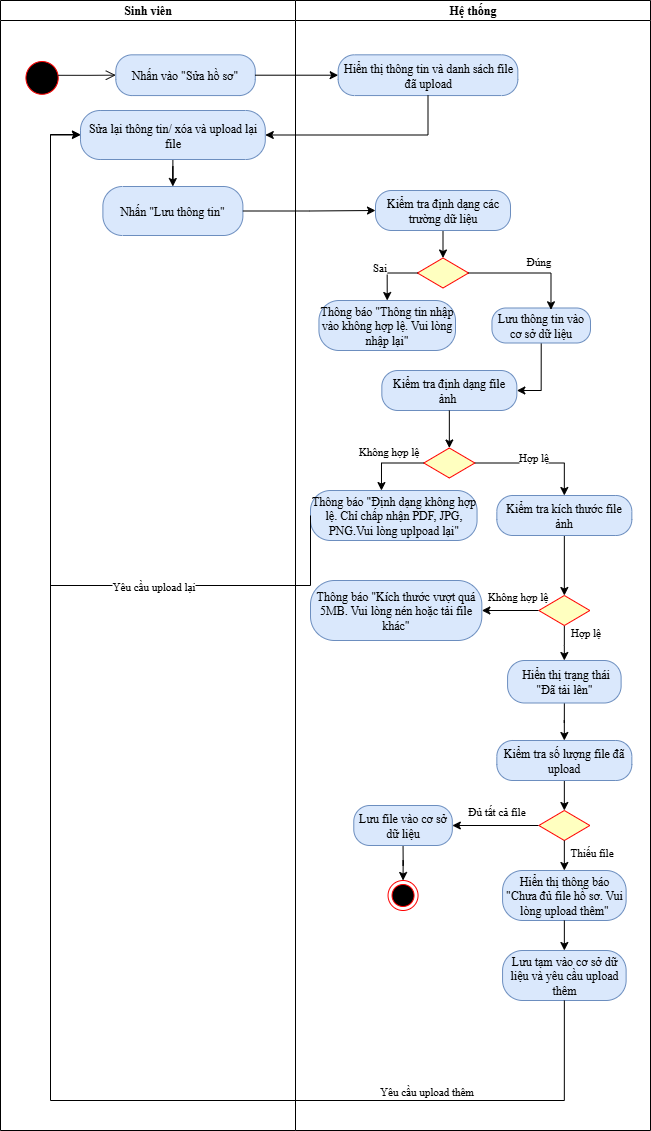 Sinh viên
Hệ thống
Nhấn vào "Sửa hồ sơ"
Hiển thị thông tin và danh sách file
đã upload
Sửa lại thông tin/ xóa và upload lại
file
Nhấn "Lưu thông tin"
Kiểm tra định dạng các
trường dữ liệu
Sai
Đúng
Thông báo "Thông tin nhập
vào không hợp lệ. Vui lòng
nhập lại"
Lưu thông tin vào
cơ sở dữ liệu
Kiểm tra định dạng file
ảnh
Không hợp lệ
Hợp lệ
Thông báo "Định dạng không hợp
lệ. Chỉ chấp nhận PDF, JPG,
PNG.Vui lòng uplpoad lại"
Kiểm tra kích thước file
ảnh
Yêu cầu upload lại
Thông báo "Kích thước vượt quá
5MB. Vui lòng nén hoặc tải file
khác"
Không hợp lệ
Hợp lệ
Hiển thị trạng thái
"Đã tải lên"
Kiểm tra số lượng file đã
upload
Lưu file vào cơ sở
dữ liệu
Đủ tất cả file
Thiếu file
Hiển thị thông báo
"Chưa đủ file hồ sơ. Vui
lòng upload thêm"
Lưu tạm vào cơ sở dữ
liệu và yêu cầu upload
thêm
Yêu cầu upload thêm